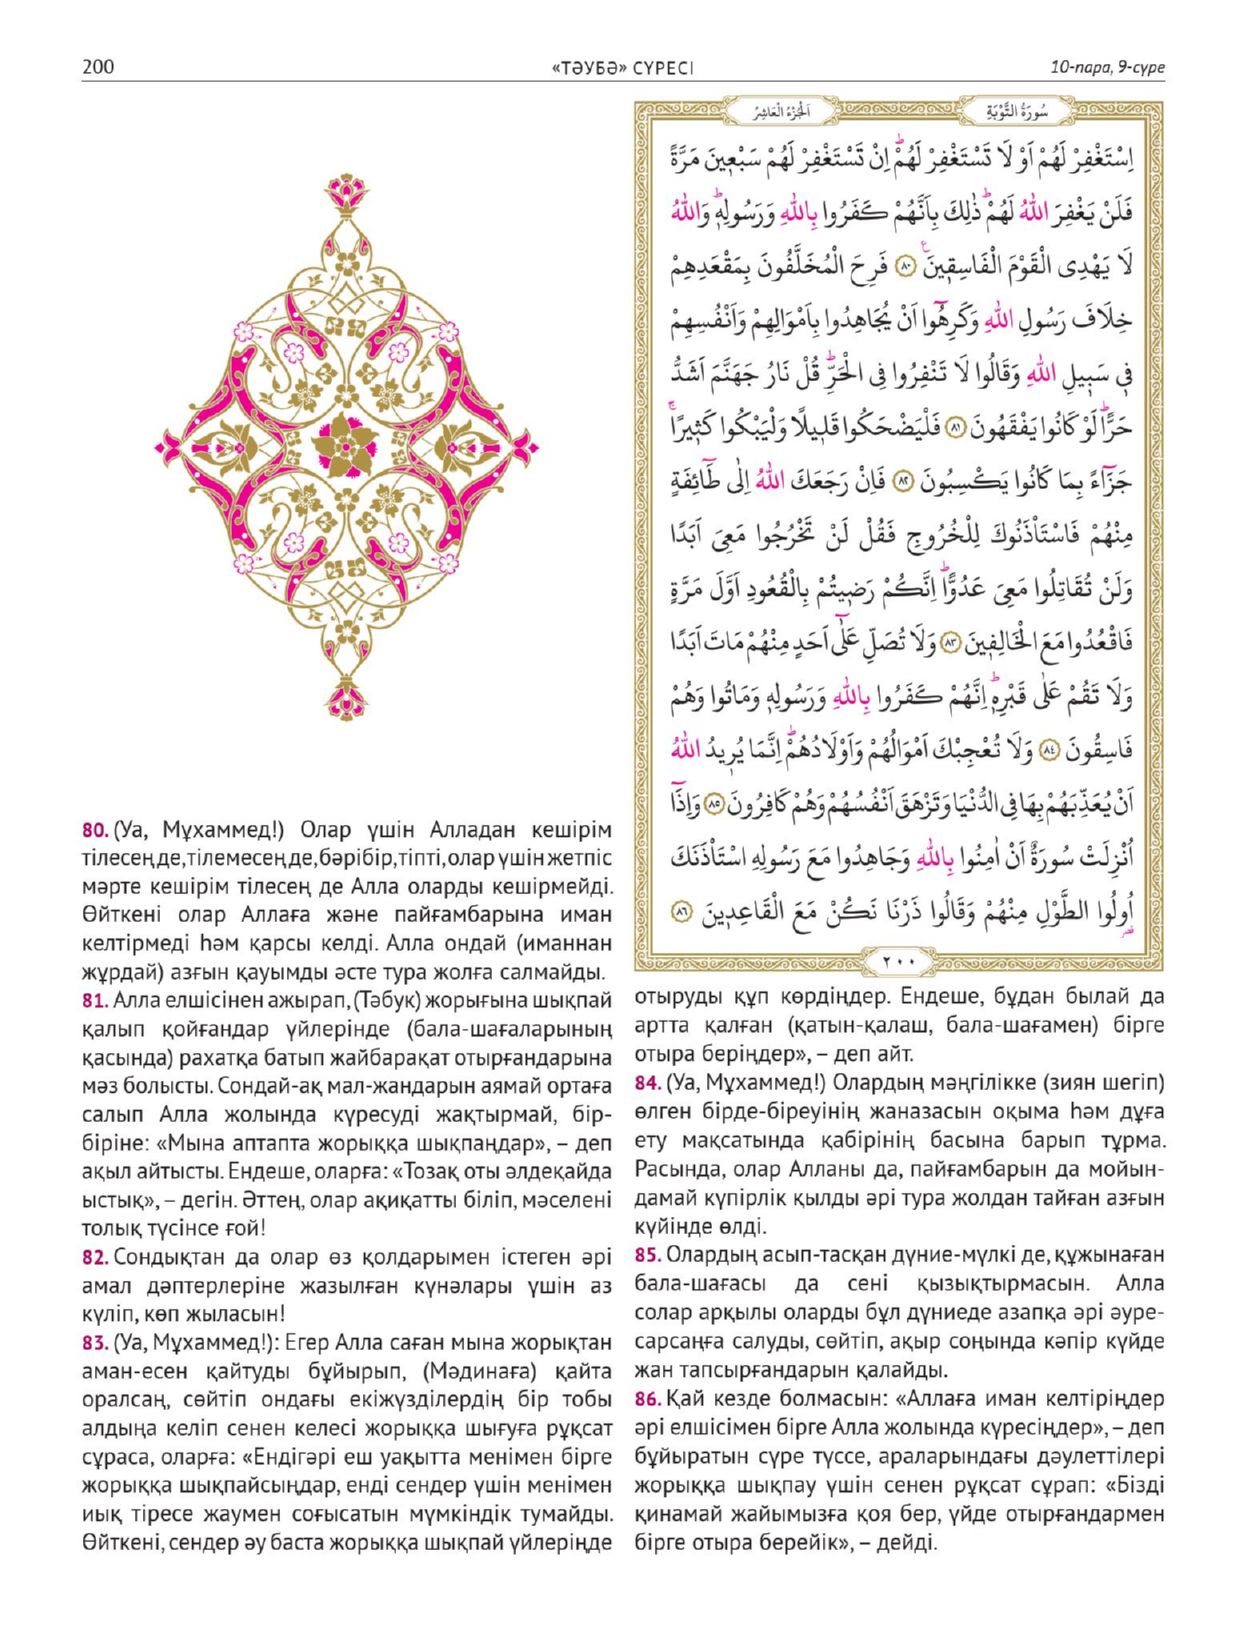 200
«ТӘУБӘ» СҮРЕСІ
10-пара, 9-сүре
اَلْجُزْءُ الْعَاشِرُ
سُورَةُ التَّوْبَةِ
اِسْتَغْفِرْ لَهُمْ اَوْ لَا تَسْتَغْفِرْ لَهُمْۜ اِنْ تَسْتَغْفِرْ لَهُمْ سَبْع۪ينَ مَرَّةً
فَلَنْ يَغْفِرَ اللّٰهُ لَهُمْۜ ذٰلِكَ بِاَنَّهُمْ كَفَرُوا بِاللّٰهِ وَرَسُولِه۪ۜ وَاللّٰهُ
لَا يَهْدِي الْقَوْمَ الْفَاسِق۪ينَ۟ ﴿٨٠﴾ فَرِحَ الْمُخَلَّفُونَ بِمَقْعَدِهِمْ
خِلَافَ رَسُولِ اللّٰهِ وَكَرِهُٓوا اَنْ يُجَاهِدُوا بِاَمْوَالِهِمْ وَاَنْفُسِهِمْ
ف۪ي سَب۪يلِ اللّٰهِ وَقَالُوا لَا تَنْفِرُوا فِي الْحَرِّۜ قُلْ نَارُ جَهَنَّمَ اَشَدُّ
حَرًّاۜ لَوْ كَانُوا يَفْقَهُونَ ﴿٨١﴾ فَلْيَضْحَكُوا قَل۪يلًا وَلْيَبْكُوا كَث۪يرًاۚ
جَزَٓاءً بِمَا كَانُوا يَكْسِبُونَ ﴿٨٢﴾ فَاِنْ رَجَعَكَ اللّٰهُ اِلٰى طَٓائِفَةٍ
مِنْهُمْ فَاسْتَأْذَنُوكَ لِلْخُرُوجِ فَقُلْ لَنْ تَخْرُجُوا مَعِيَ اَبَدًا
وَلَنْ تُقَاتِلُوا مَعِيَ عَدُوًّاۜ اِنَّكُمْ رَض۪يتُمْ بِالْقُعُودِ اَوَّلَ مَرَّةٍ
فَاقْعُدُوا مَعَ الْخَالِف۪ينَ ﴿٨٣﴾ وَلَا تُصَلِّ عَلٰٓى اَحَدٍ مِنْهُمْ مَاتَ اَبَدًا
وَلَا تَقُمْ عَلٰى قَبْرِه۪ۜ اِنَّهُمْ كَفَرُوا بِاللّٰهِ وَرَسُولِه۪ وَمَاتُوا وَهُمْ
فَاسِقُونَ ﴿٨٤﴾ وَلَا تُعْجِبْكَ اَمْوَالُهُمْ وَاَوْلَادُهُمْۜ اِنَّمَا يُر۪يدُ اللّٰهُ
اَنْ يُعَذِّبَهُمْ بِهَا فِي الدُّنْيَا وَتَزْهَقَ اَنْفُسُهُمْ وَهُمْ كَافِرُونَ ﴿٨٥﴾ وَاِذَٓا
اُنْزِلَتْ سُورَةٌ اَنْ اٰمِنُوا بِاللّٰهِ وَجَاهِدُوا مَعَ رَسُولِهِ اسْتَأْذَنَكَ
اُو۬لُوا الطَّوْلِ مِنْهُمْ وَقَالُوا ذَرْنَا نَكُنْ مَعَ الْقَاعِد۪ينَ ﴿٨٦﴾
٢٠٠
80. (Уа, Мұхаммед!) Олар үшін Алладан кешірім
тілесең де, тілемесең де, бәрібір, тіпті, олар үшін жетпіс
мәрте кешірім тілесең де Алла оларды кешірмейді.
Өйткені олар Аллаға және пайғамбарына иман
келтірмеді һәм қарсы келді. Алла ондай (иманнан
жұрдай) азғын қауымды әсте тура жолға салмайды.
81. Алла елшісінен ажырап, (Тәбук) жорығына шықпай
қалып қойғандар үйлерінде (бала-шағаларының
қасында) рахатқа батып жайбарақат отырғандарына
мәз болысты. Сондай-ақ мал-жандарын аямай ортаға
салып Алла жолында күресуді жақтырмай, бір-
біріне: «Мына аптапта жорыққа шықпаңдар», – деп
ақыл айтысты. Ендеше, оларға: «Тозақ оты әлдеқайда
ыстық», – дегін. Әттең, олар ақиқатты біліп, мәселені
толық түсінсе ғой!
82. Сондықтан да олар өз қолдарымен істеген әрі
амал дәптерлеріне жазылған күнәлары үшін аз
күліп, көп жыласын!
83. (Уа, Мұхаммед!): Егер Алла саған мына жорықтан
аман-есен қайтуды бұйырып, (Мәдинаға) қайта
оралсаң, сөйтіп ондағы екіжүзділердің бір тобы
алдыңа келіп сенен келесі жорыққа шығуға рұқсат
сұраса, оларға: «Ендігәрі еш уақытта менімен бірге
жорыққа шықпайсыңдар, енді сендер үшін менімен
иық тіресе жаумен соғысатын мүмкіндік тумайды.
Өйткені, сендер әу баста жорыққа шықпай үйлеріңде
отыруды құп көрдіңдер. Ендеше, бұдан былай да
артта қалған (қатын-қалаш, бала-шағамен) бірге
отыра беріңдер», – деп айт.
84. (Уа, Мұхаммед!) Олардың мәңгілікке (зиян шегіп)
өлген бірде-біреуінің жаназасын оқыма һәм дұға
ету мақсатында қабірінің басына барып тұрма.
Расында, олар Алланы да, пайғамбарын да мойын-
дамай күпірлік қылды әрі тура жолдан тайған азғын
күйінде өлді.
85. Олардың асып-тасқан дүние-мүлкі де, құжынаған
бала-шағасы да сені қызықтырмасын. Алла
солар арқылы оларды бұл дүниеде азапқа әрі әуре-
сарсаңға салуды, сөйтіп, ақыр соңында кәпір күйде
жан тапсырғандарын қалайды.
86. Қай кезде болмасын: «Аллаға иман келтіріңдер
әрі елшісімен бірге Алла жолында күресіңдер», – деп
бұйыратын сүре түссе, араларындағы дәулеттілері
жорыққа шықпау үшін сенен рұқсат сұрап: «Бізді
қинамай жайымызға қоя бер, үйде отырғандармен
бірге отыра берейік», – дейді.